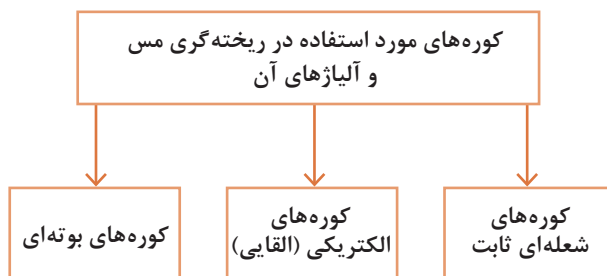 کوره‌های مورد استفاده در ریخته‌گری مس
و آلیاژهای آن
کوره‌های
شعله‌ای ثابت
کوره‌های
الکتریکی (القایی)
کوره‌های بوته‌ای